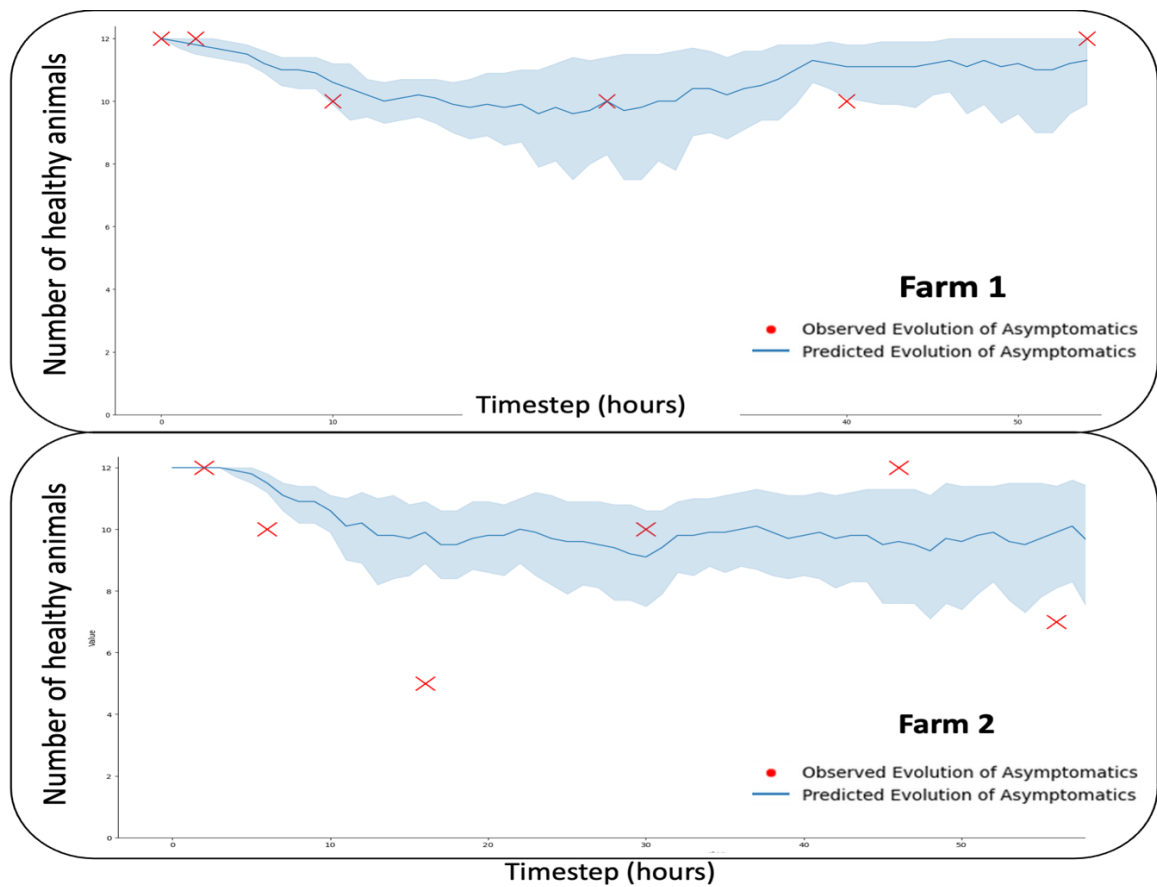 Number of healthy animals
12
10
8
6
4
2
0
Farm 1
Observed Evolution of Asymptomatics
Predicted Evolution of Asymptomatics
Timestep (hours)
0
10
40
50
Number of healthy animals
Value
12
10
8
6
4
2
0
Farm 2
Observed Evolution of Asymptomatics
Predicted Evolution of Asymptomatics
0
10
20
30
40
50
Timestep (hours)